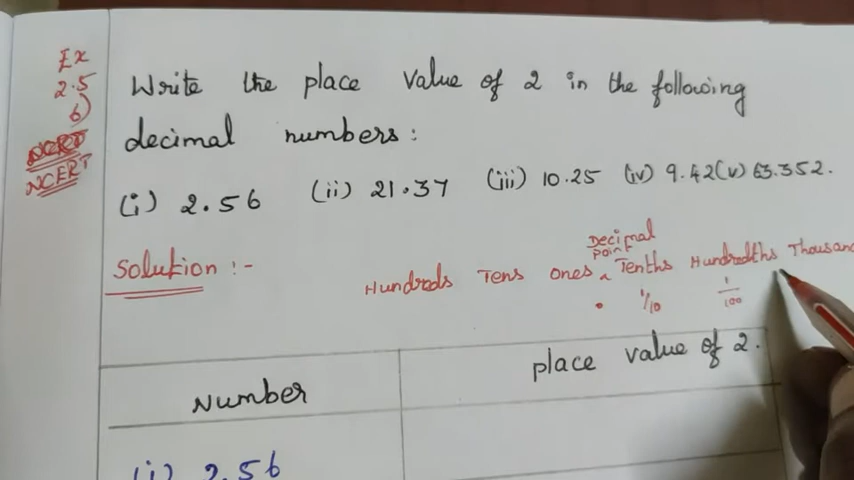 Ex
2.5
6)
NCERT
NCERT
Write the place value of 2 in the following
decimal numbers:
(i) 2.56 (ii) 21.37 (iii) 10.25 (iv) 9.42 (v) 63.352.
Solution :-
Decimal
point
Hundreds Tens ones Tenths Hundredths Thousan
. 1/10 1/100
Number
place value of 2.
(i) 2.56